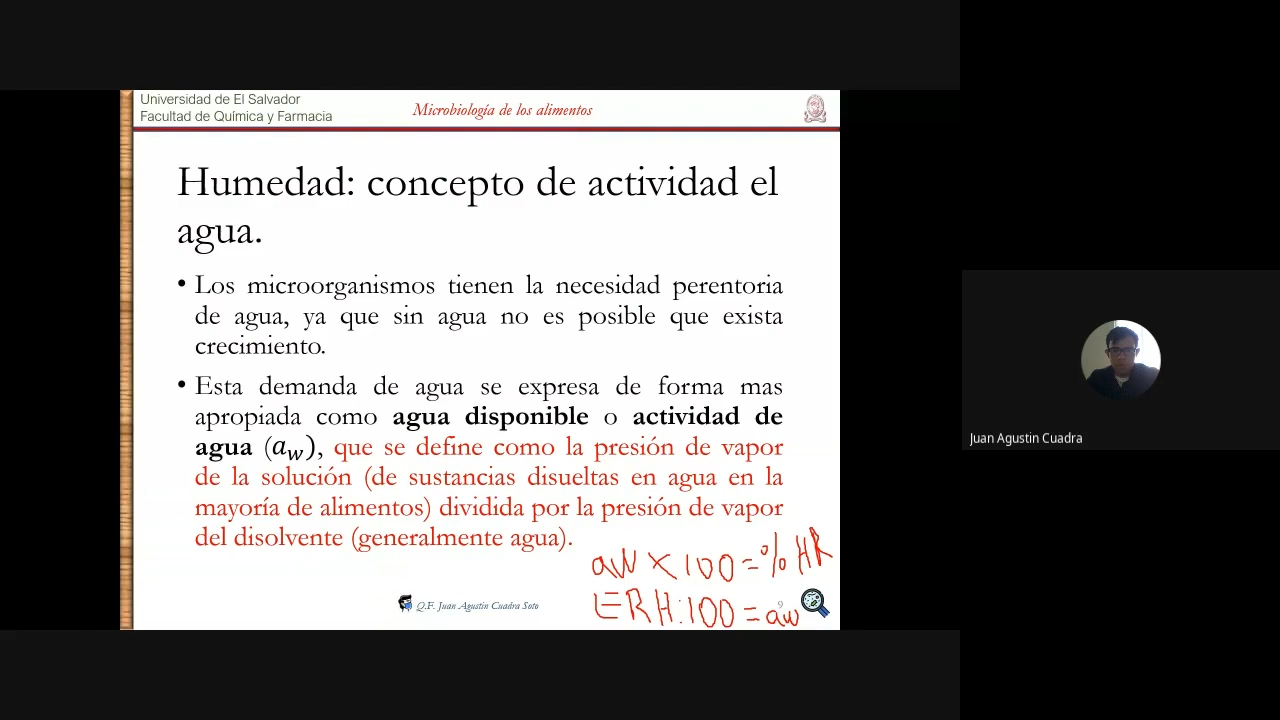 Universidad de El Salvador
Facultad de Química y Farmacia
Microbiología de los alimentos
Humedad: concepto de actividad el
agua.
• Los microorganismos tienen la necesidad perentoria
de agua, ya que sin agua no es posible que exista
crecimiento.
• Esta demanda de agua se expresa de forma mas
apropiada como agua disponible o actividad de
agua (a_w), que se define como la presión de vapor
de la solución (de sustancias disueltas en agua en la
mayoría de alimentos) dividida por la presión de vapor
del disolvente (generalmente agua).
aW x 100 = % HR
ERH:100 = aw
Q.F. Juan Agustín Cuadra Soto
9
Juan Agustin Cuadra